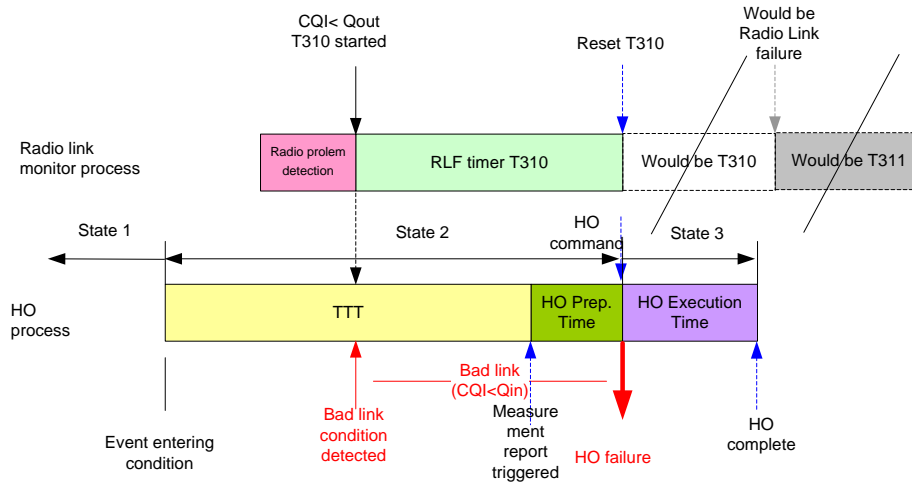 CQI< Qout
T310 started
Reset T310
Would be
Radio Link
failure
Radio link
monitor process
Radio prolem
detection
RLF timer T310
Would be T310
Would be T311
State 1
State 2
HO
command
State 3
HO
process
TTT
HO Prep.
Time
HO Execution
Time
Bad link
(CQI<Qin)
Event entering
condition
Bad link
condition
detected
Measure
ment
report
triggered
HO failure
HO
complete